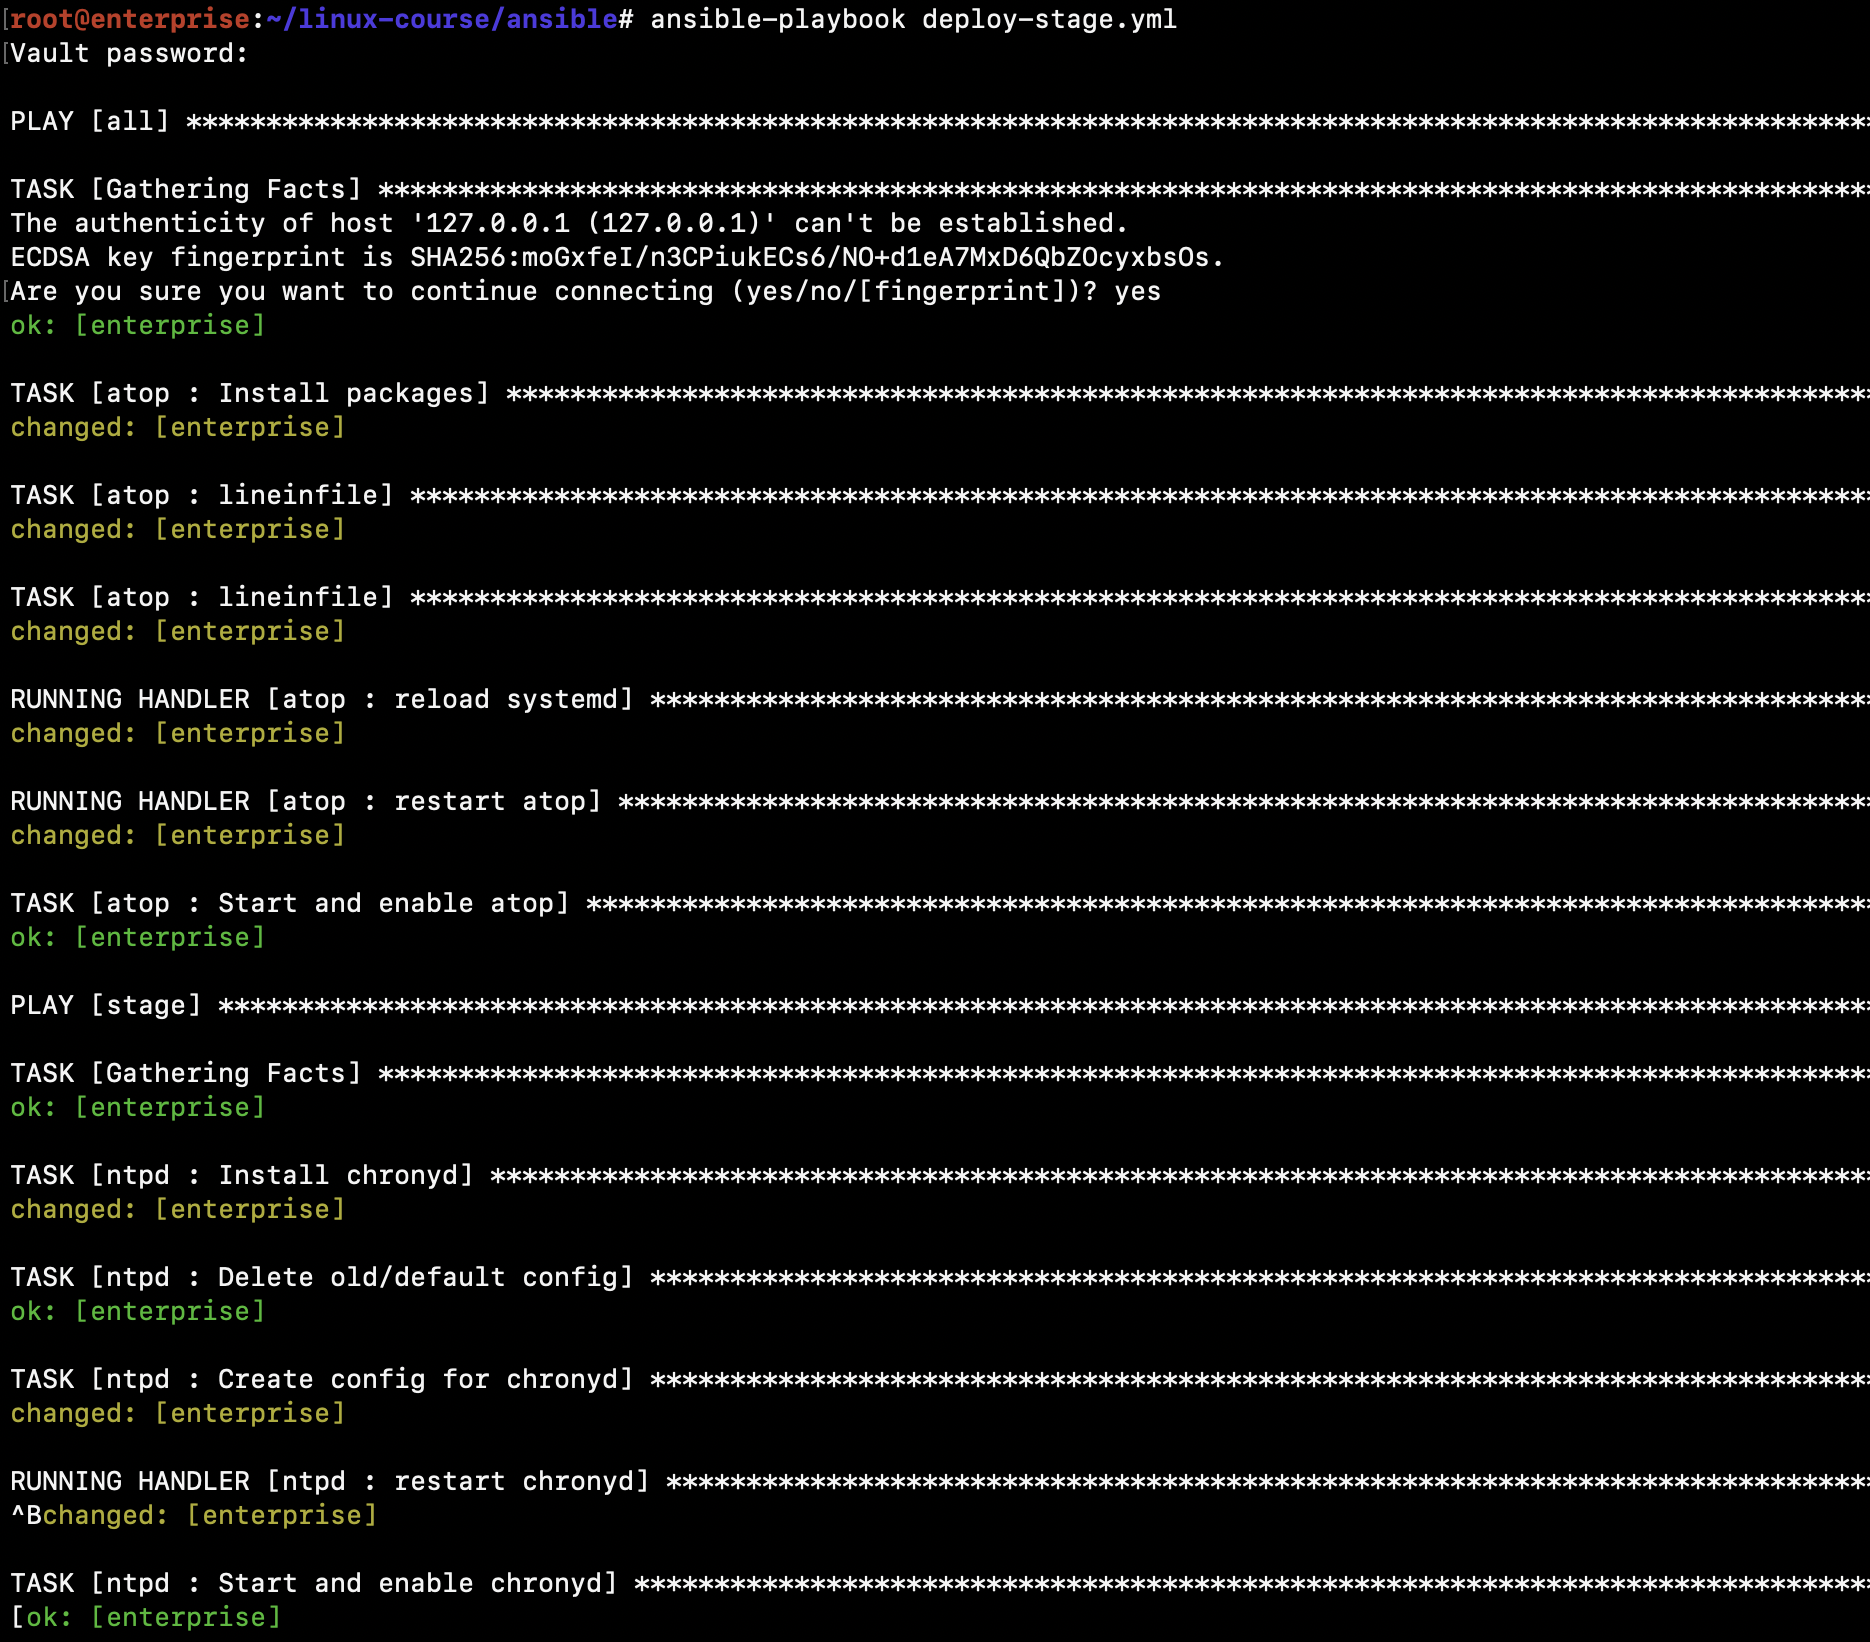 [root@enterprise:~/linux-course/ansible# ansible-playbook deploy-stage.yml
[Vault password:
PLAY [all] *********************************************************************************************************
TASK [Gathering Facts] *********************************************************************************************
The authenticity of host '127.0.0.1 (127.0.0.1)' can't be established.
ECDSA key fingerprint is SHA256:moGxfeI/n3CPiukECs6/NO+d1eA7MxD6QbZOcyxbsOs.
[Are you sure you want to continue connecting (yes/no/[fingerprint])? yes
ok: [enterprise]
TASK [atop : Install packages] *************************************************************************************
changed: [enterprise]
TASK [atop : lineinfile] *******************************************************************************************
changed: [enterprise]
TASK [atop : lineinfile] *******************************************************************************************
changed: [enterprise]
RUNNING HANDLER [atop : reload systemd] ****************************************************************************
changed: [enterprise]
RUNNING HANDLER [atop : restart atop] ******************************************************************************
changed: [enterprise]
TASK [atop : Start and enable atop] ********************************************************************************
ok: [enterprise]
PLAY [stage] *******************************************************************************************************
TASK [Gathering Facts] *********************************************************************************************
ok: [enterprise]
TASK [ntpd : Install chronyd] **************************************************************************************
changed: [enterprise]
TASK [ntpd : Delete old/default config] ****************************************************************************
ok: [enterprise]
TASK [ntpd : Create config for chronyd] ****************************************************************************
changed: [enterprise]
RUNNING HANDLER [ntpd : restart chronyd] ***************************************************************************
^Bchanged: [enterprise]
TASK [ntpd : Start and enable chronyd] *****************************************************************************
[ok: [enterprise]